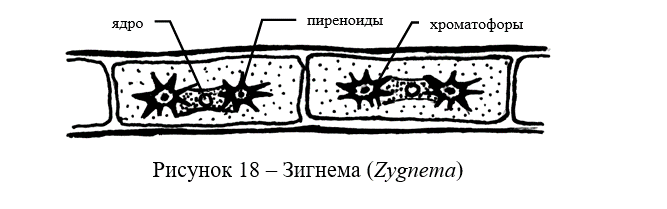 ядро пиреноиды хроматофоры
Рисунок 18 – Зигнема (Zygnema)